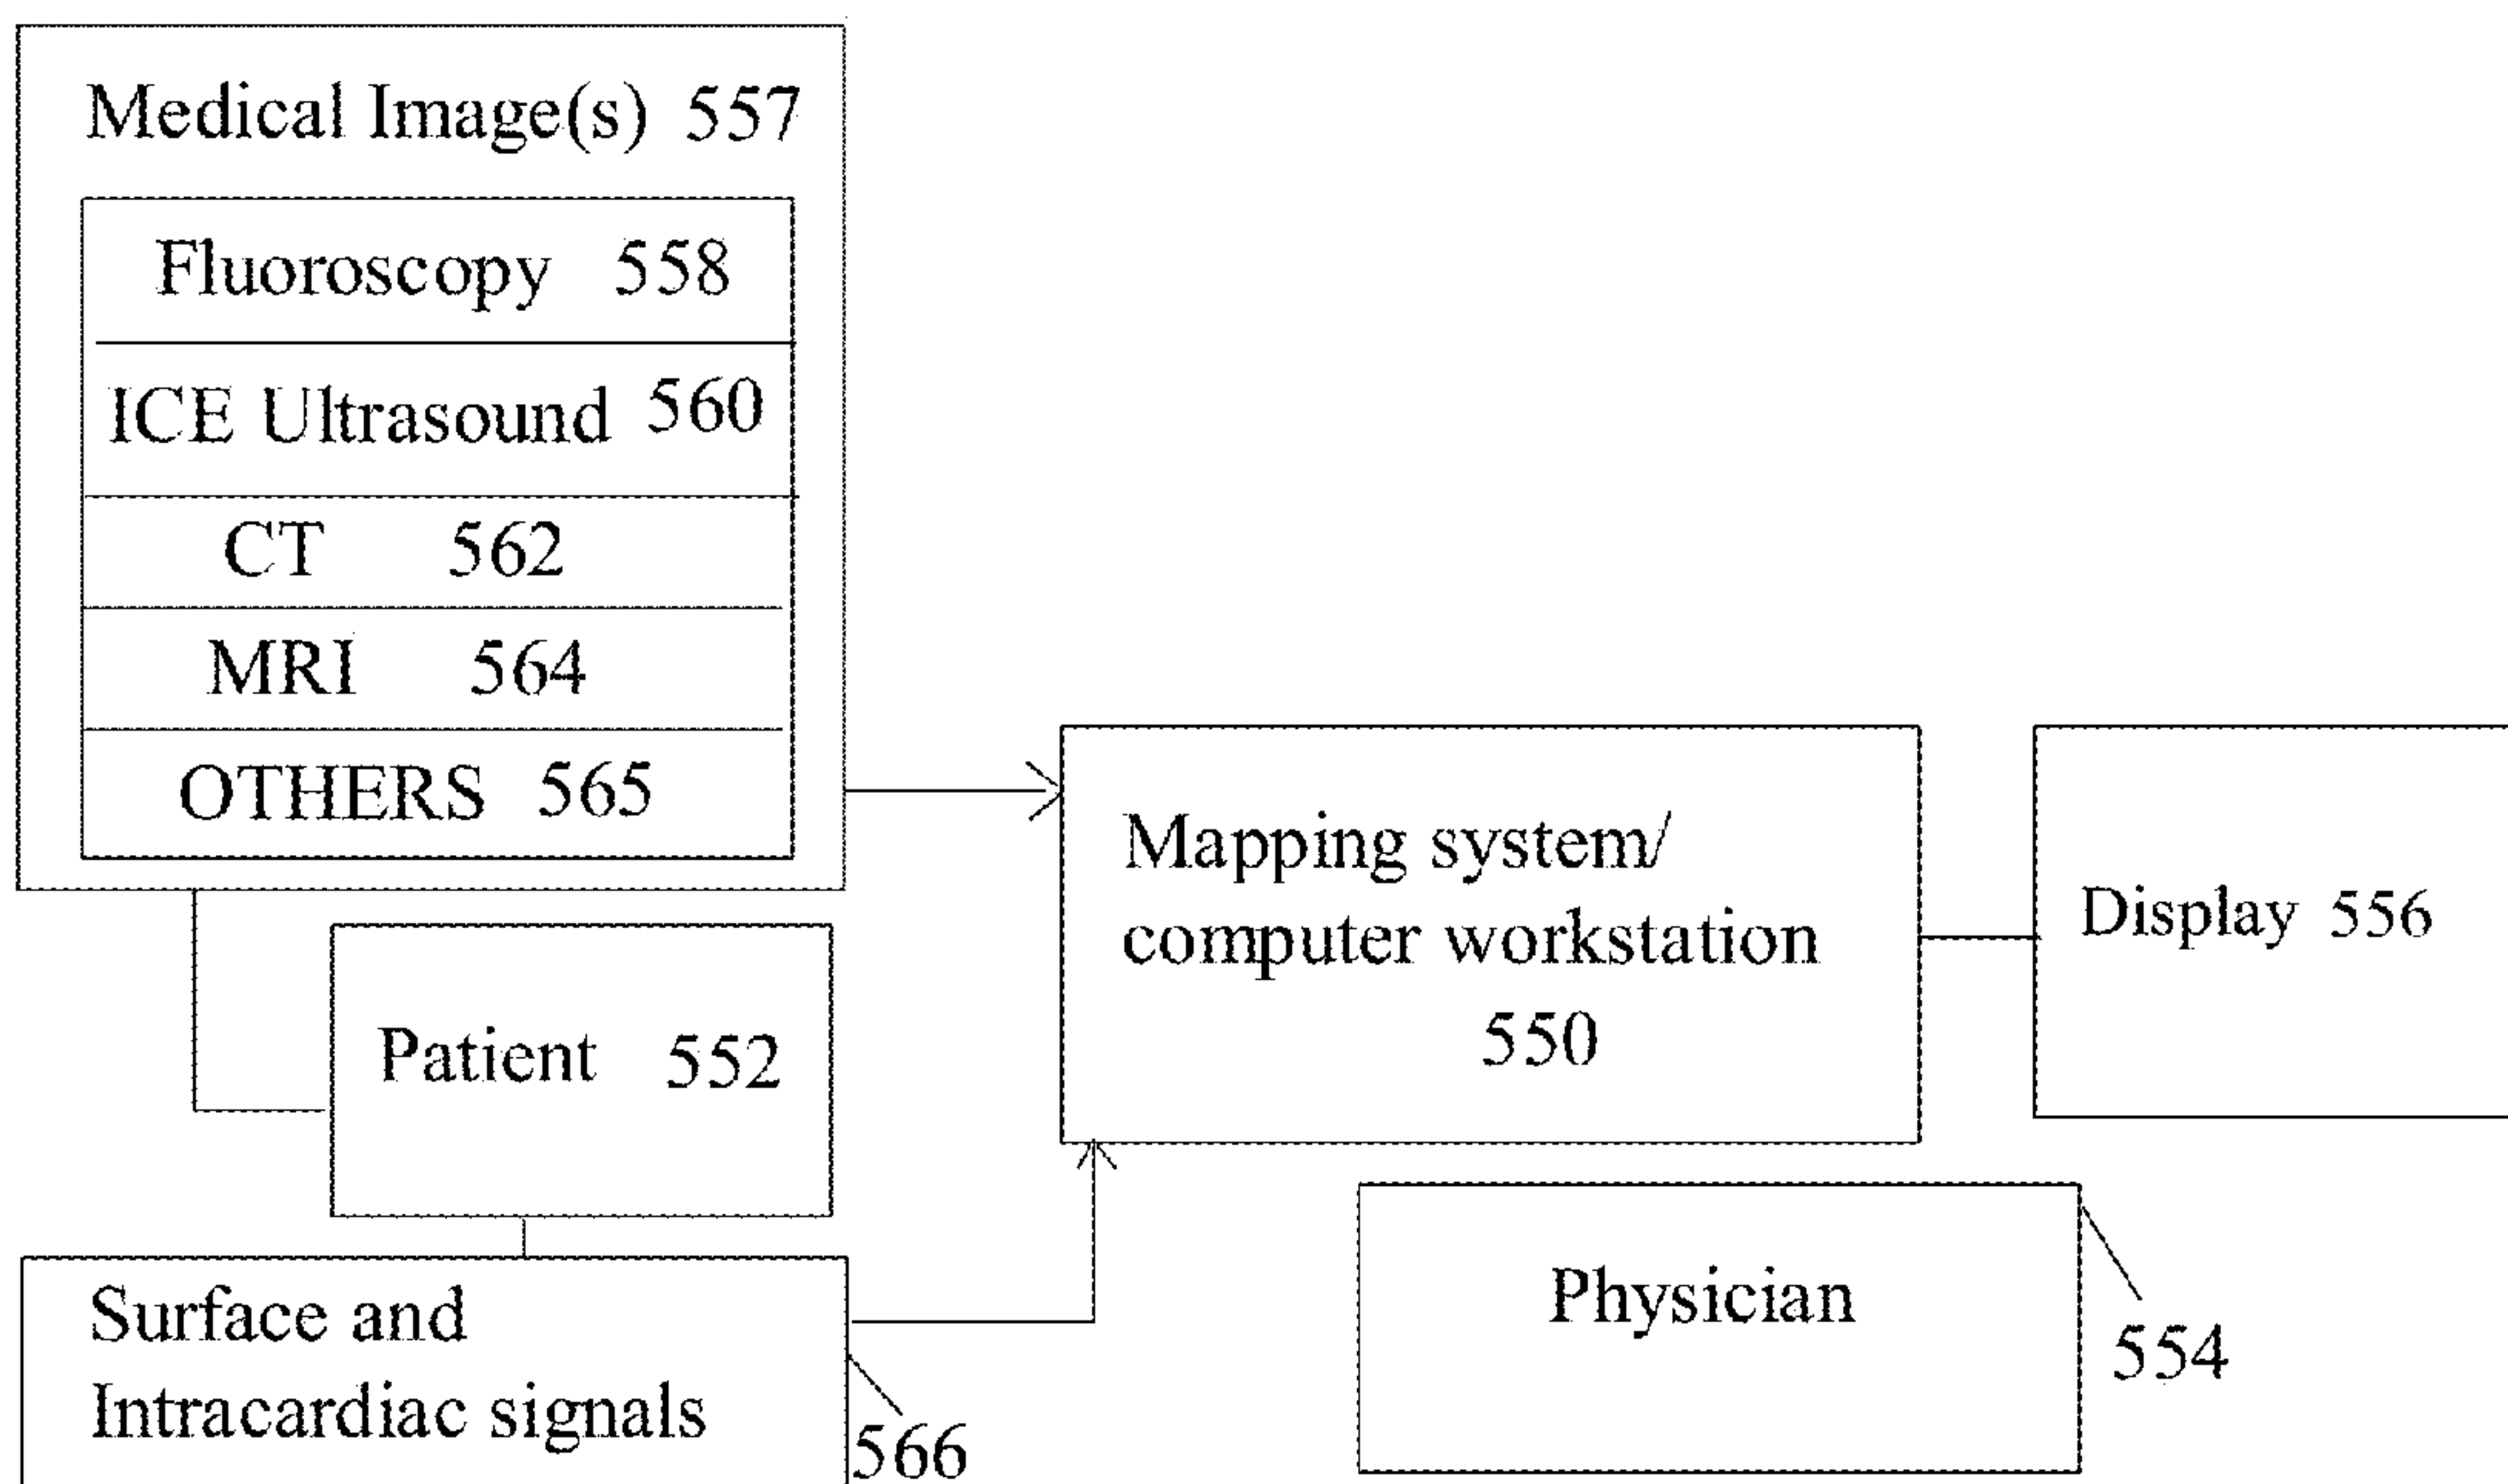 Medical Image(s) 557
Fluoroscopy 558
ICE Ultrasound 560
CT 562
MRI 564
OTHERS 565
Mapping system/
computer workstation
550
Display 556
Patient 552
Surface and
Intracardiac signals
566
Physician
554